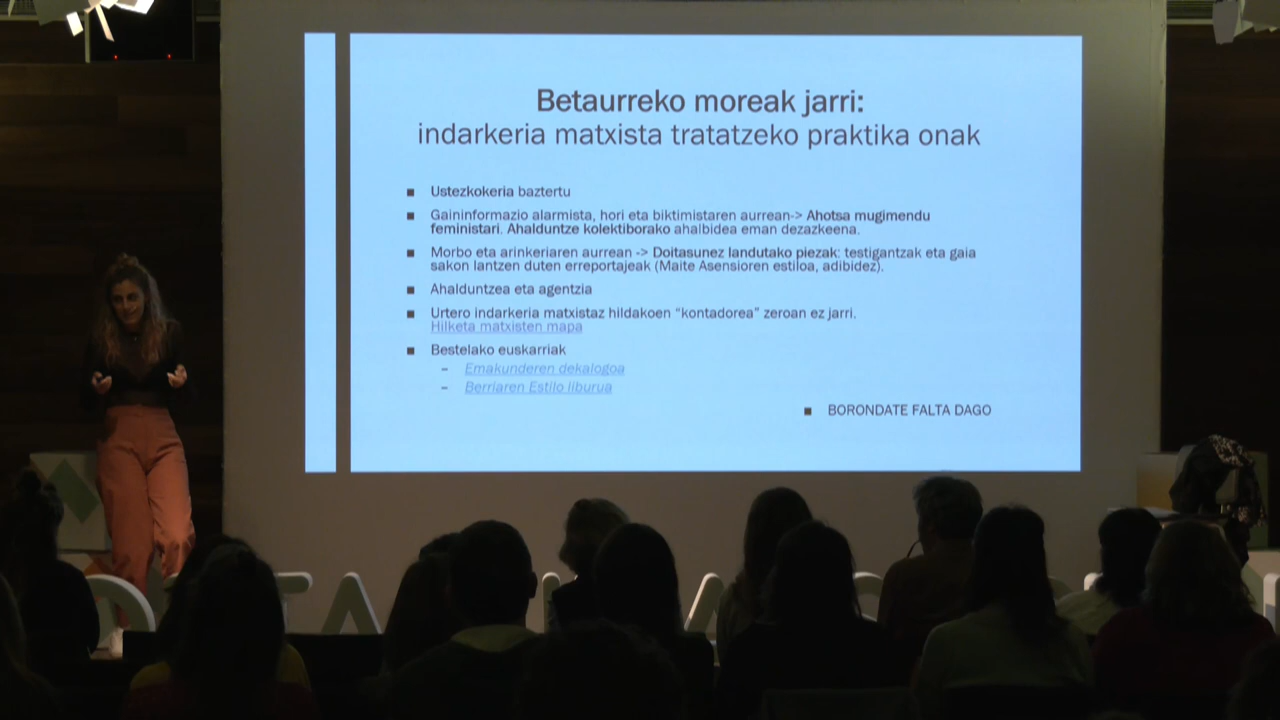 Betaurreko moreak jarri:
indarkeria matxista tratatzeko praktika onak
■ Ustezkokeria baztertu
■ Gaininformazio alarmista, hori eta biktimistaren aurrean-> Ahotsa mugimendu
feministari. Ahalduntze kolektiborako ahalbidea eman dezazkeena.
■ Morbo eta arinkeriaren aurrean -> Doitasunez landutako piezak: testigantzak eta gaia
sakon lantzen duten erreportajeak (Maite Asensioren estiloa, adibidez).
■ Ahalduntzea eta agentzia
■ Urtero indarkeria matxistaz hildakoen “kontadorea” zeroan ez jarri.
Hilketa matxisten mapa
■ Bestelako euskarriak
– Emakunderen dekalogoa
– Berriaren Estilo liburua
■ BORONDATE FALTA DAGO